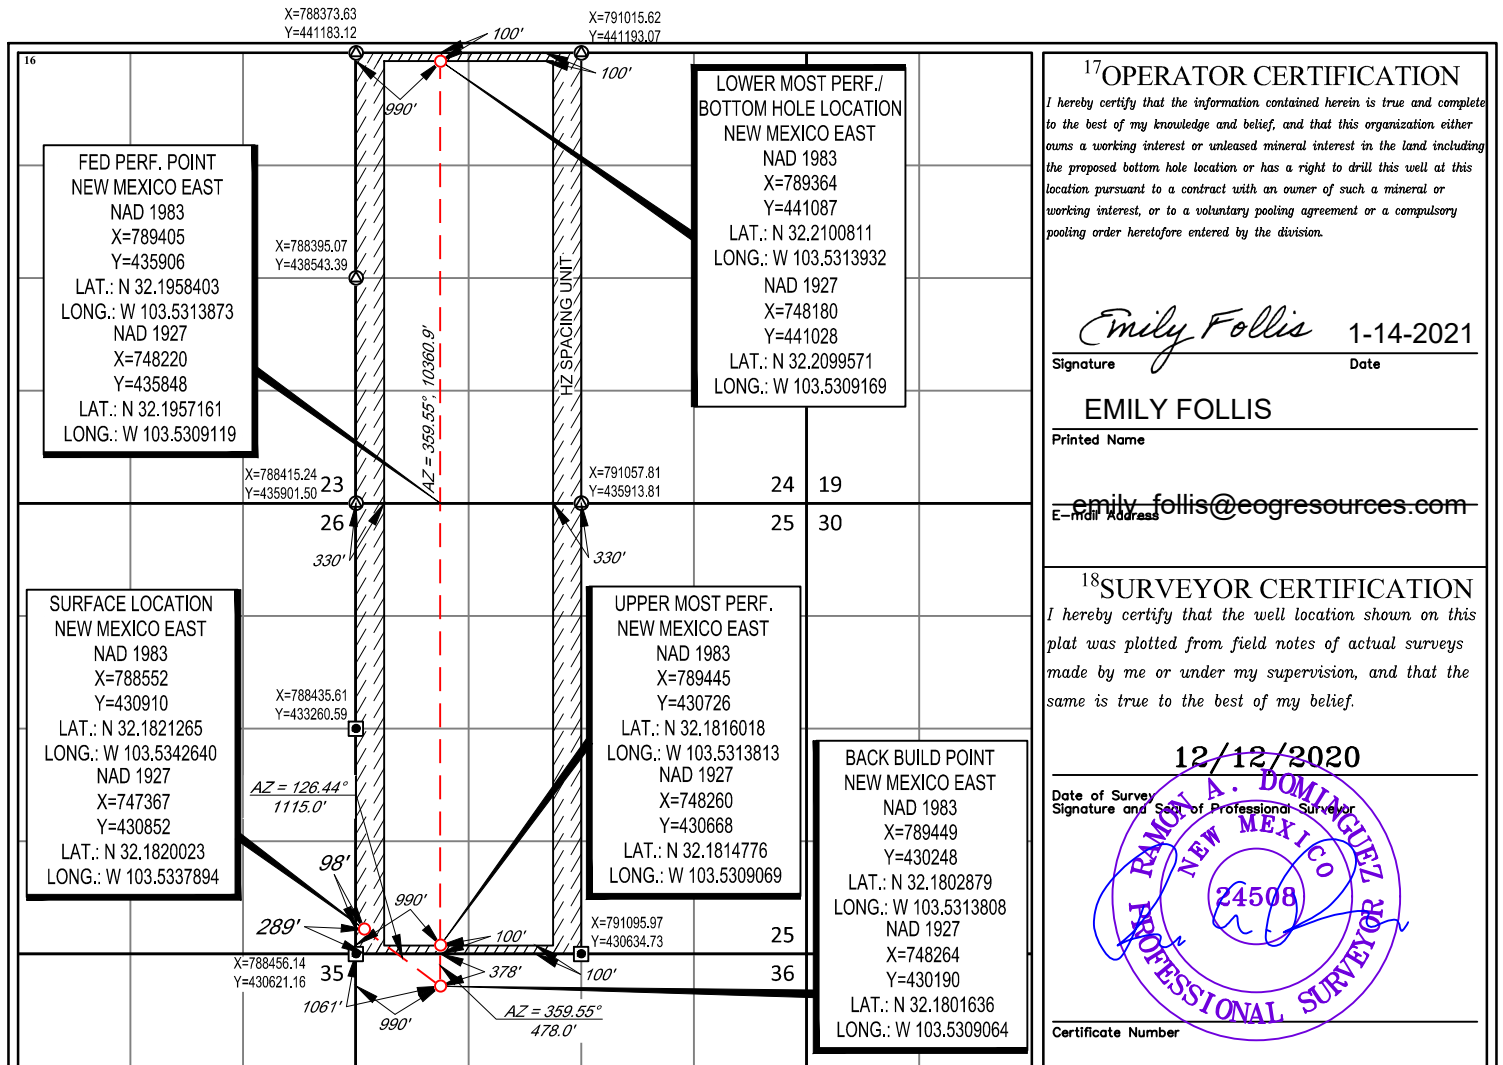 X=788373.63
Y=441183.12
X=791015.62
Y=441193.07
16
100'
100'
990'
FED PERF. POINT
NEW MEXICO EAST
NAD 1983
X=789405
Y=435906
LAT.: N 32.1958403
LONG.: W 103.5313873
NAD 1927
X=748220
Y=435848
LAT.: N 32.1957161
LONG.: W 103.5309119
LOWER MOST PERF./
BOTTOM HOLE LOCATION
NEW MEXICO EAST
NAD 1983
X=789364
Y=441087
LAT.: N 32.2100811
LONG.: W 103.5313932
NAD 1927
X=748180
Y=441028
LAT.: N 32.2099571
LONG.: W 103.5309169
X=788395.07
Y=438543.39
HZ SPACING UNIT
AZ = 359.55°, 10360.9'
X=788415.24
Y=435901.50
X=791057.81
Y=435913.81
23
24
19
26
25
30
330'
330'
SURFACE LOCATION
NEW MEXICO EAST
NAD 1983
X=788552
Y=430910
LAT.: N 32.1821265
LONG.: W 103.5342640
NAD 1927
X=747367
Y=430852
LAT.: N 32.1820023
LONG.: W 103.5337894
X=788435.61
Y=433260.59
UPPER MOST PERF.
NEW MEXICO EAST
NAD 1983
X=789445
Y=430726
LAT.: N 32.1816018
LONG.: W 103.5313813
NAD 1927
X=748260
Y=430668
LAT.: N 32.1814776
LONG.: W 103.5309069
AZ = 126.44°
1115.0'
BACK BUILD POINT
NEW MEXICO EAST
NAD 1983
X=789449
Y=430248
LAT.: N 32.1802879
LONG.: W 103.5313808
NAD 1927
X=748264
Y=430190
LAT.: N 32.1801636
LONG.: W 103.5309064
98'
289'
990'
100'
X=791095.97
Y=430634.73
25
36
X=788456.14
Y=430621.16
35
378'
100'
1061'
990'
AZ = 359.55°
478.0'
17OPERATOR CERTIFICATION
I hereby certify that the information contained herein is true and complete
to the best of my knowledge and belief, and that this organization either
owns a working interest or unleased mineral interest in the land including
the proposed bottom hole location or has a right to drill this well at this
location pursuant to a contract with an owner of such a mineral or
working interest, or to a voluntary pooling agreement or a compulsory
pooling order heretofore entered by the division.
Emily Follis 1-14-2021
Signature Date
EMILY FOLLIS
Printed Name
emily_follis@eogresources.com
E-mail Address
18SURVEYOR CERTIFICATION
I hereby certify that the well location shown on this
plat was plotted from field notes of actual surveys
made by me or under my supervision, and that the
same is true to the best of my belief.
12/12/2020
Date of Survey
Signature and Seal of Professional Surveyor
RAMON A. DOMINGUEZ
NEW MEXICO
24508
PROFESSIONAL SURVEYOR
Certificate Number